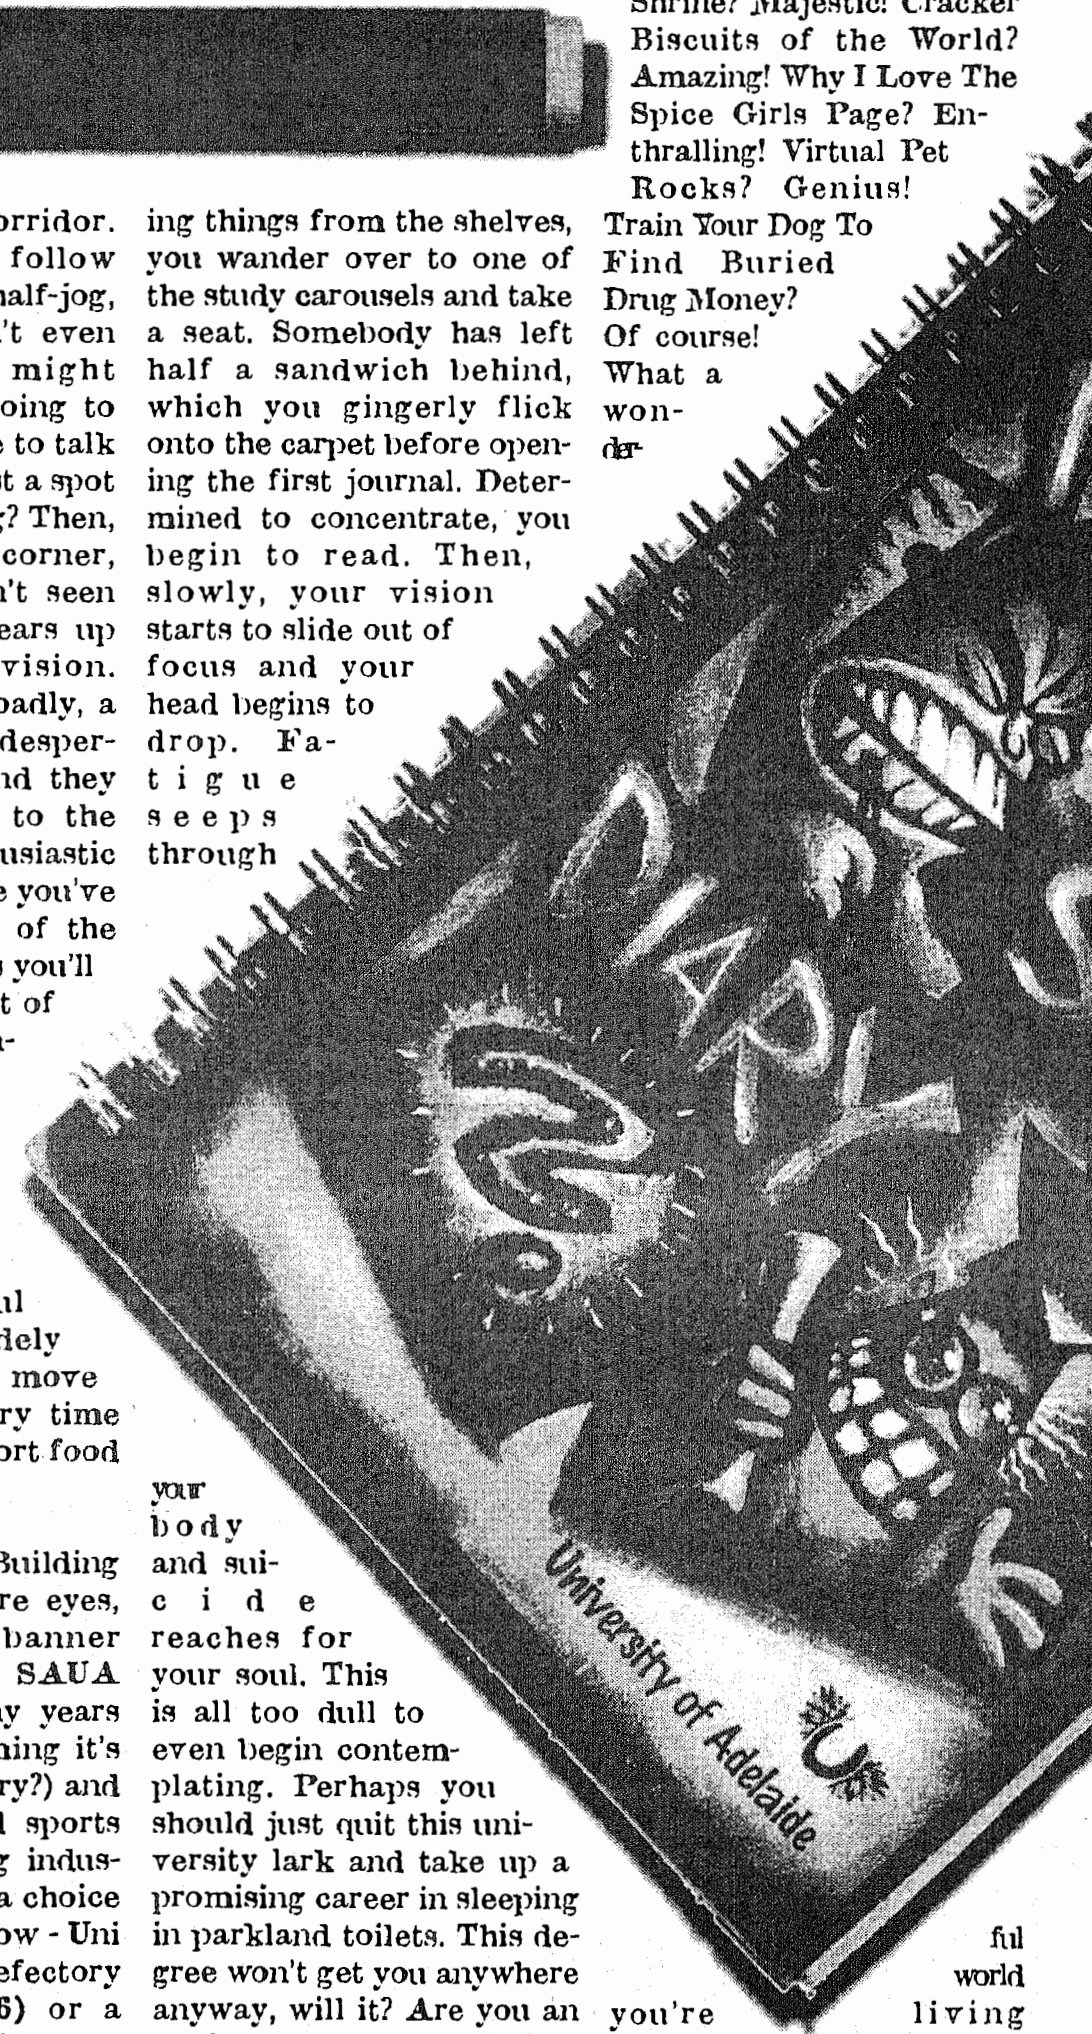 orridor.
follow
half-jog,
't even
might
oing to
to talk
t a spot
? Then,
corner,
n't seen
ears up
vision.
oadly, a
desper-
nd they
to the
usiastic
you've
of the
you'll
t of
ul
dely
move
ry time
ort food
Building
re eyes,
banner
SAUA
y years
ning it's
ry?) and
l sports
g indus-
a choice
ow - Uni
efectory
6) or a
ing things from the shelves,
you wander over to one of
the study carousels and take
a seat. Somebody has left
half a sandwich behind,
which you gingerly flick
onto the carpet before open-
ing the first journal. Deter-
mined to concentrate, you
begin to read. Then,
slowly, your vision
starts to slide out of
focus and your
head begins to
drop. Fa-
tigue
seeps
through
your
body
and sui-
cide
reaches for
your soul. This
is all too dull to
even begin contem-
plating. Perhaps you
should just quit this uni-
versity lark and take up a
promising career in sleeping
in parkland toilets. This de-
gree won't get you anywhere
anyway, will it? Are you an
Shrine? Majestic! Cracker
Biscuits of the World?
Amazing! Why I Love The
Spice Girls Page? En-
thralling! Virtual Pet
Rocks? Genius!
Train Your Dog To
Find Buried
Drug Money?
Of course!
What a
won-
der-
ful
world
you're living
University of Adelaide